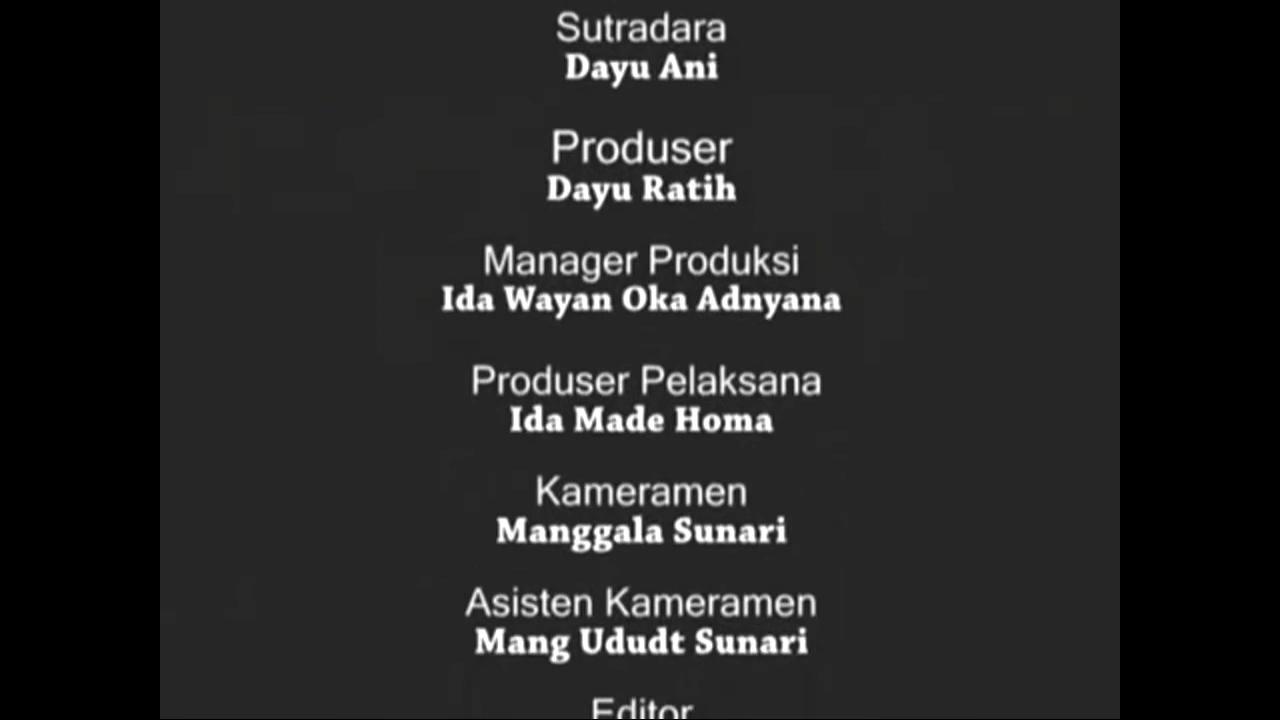 Sutradara
Dayu Ani
Produser
Dayu Ratih
Manager Produksi
Ida Wayan Oka Adnyana
Produser Pelaksana
Ida Made Homa
Kameramen
Manggala Sunari
Asisten Kameramen
Mang Ududt Sunari
Editor